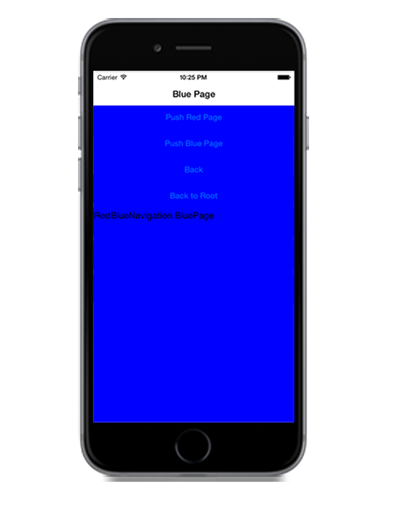 Carrier 10:25 PM
Blue Page
Push Red Page
Push Blue Page
Back
Back to Root
RedBlueNavigation.BluePage